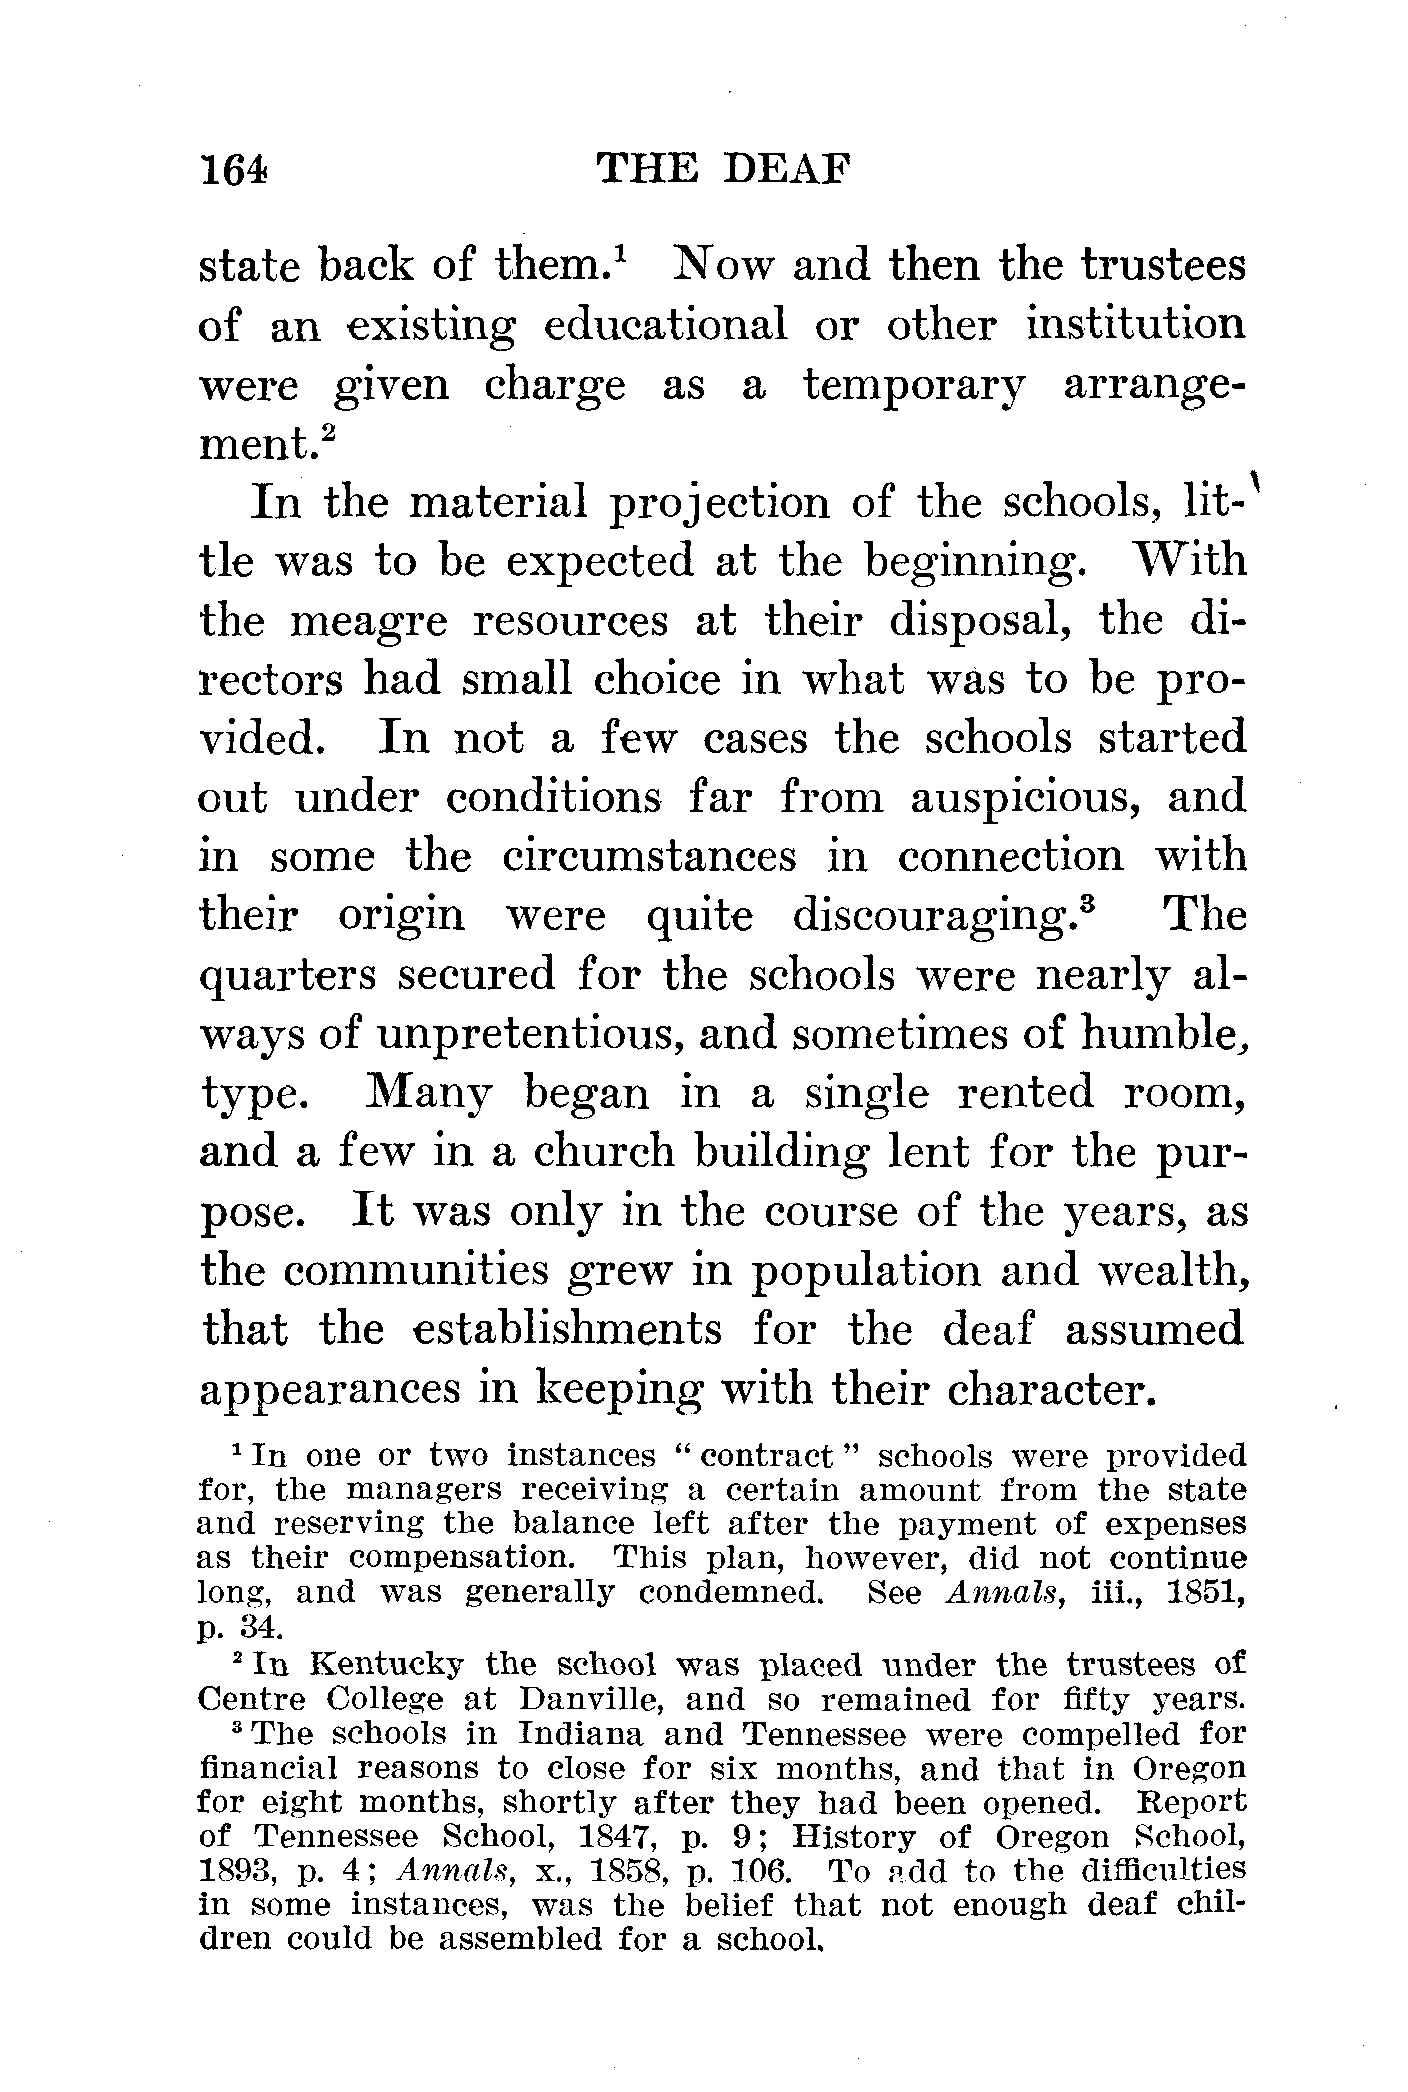 164 THE DEAF
state back of them.¹ Now and then the trustees
of an existing educational or other institution
were given charge as a temporary arrange-
ment.²
In the material projection of the schools, lit-
tle was to be expected at the beginning. With
the meagre resources at their disposal, the di-
rectors had small choice in what was to be pro-
vided. In not a few cases the schools started
out under conditions far from auspicious, and
in some the circumstances in connection with
their origin were quite discouraging.³ The
quarters secured for the schools were nearly al-
ways of unpretentious, and sometimes of humble,
type. Many began in a single rented room,
and a few in a church building lent for the pur-
pose. It was only in the course of the years, as
the communities grew in population and wealth,
that the establishments for the deaf assumed
appearances in keeping with their character.
¹ In one or two instances " contract " schools were provided
for, the managers receiving a certain amount from the state
and reserving the balance left after the payment of expenses
as their compensation. This plan, however, did not continue
long, and was generally condemned. See Annals, iii., 1851,
p. 34.
² In Kentucky the school was placed under the trustees of
Centre College at Danville, and so remained for fifty years.
³ The schools in Indiana and Tennessee were compelled for
financial reasons to close for six months, and that in Oregon
for eight months, shortly after they had been opened. Report
of Tennessee School, 1847, p. 9; History of Oregon School,
1893, p. 4; Annals, x., 1858, p. 106. To add to the difficulties
in some instances, was the belief that not enough deaf chil-
dren could be assembled for a school.